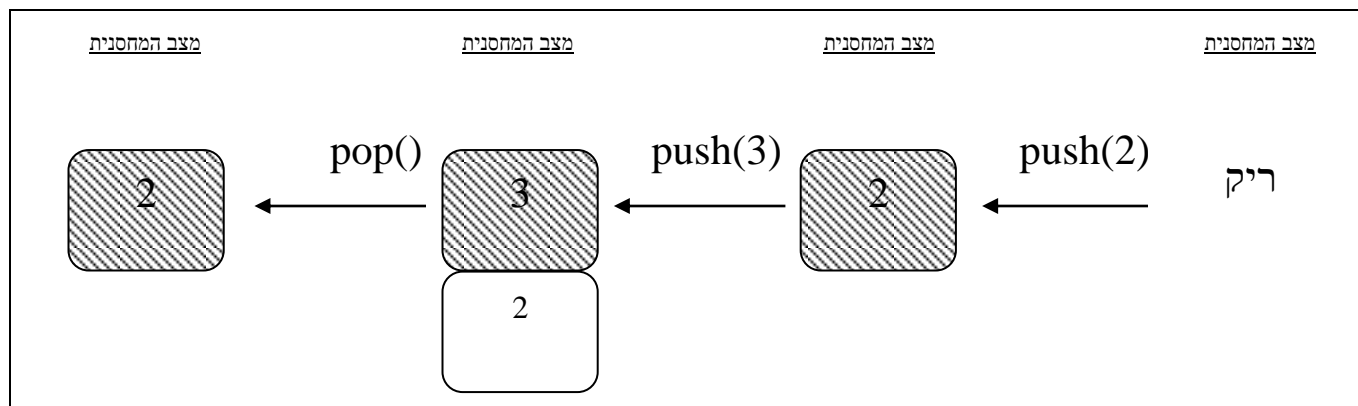 מצב המחסנית מצב המחסנית מצב המחסנית מצב המחסנית
push(2) push(3) pop()
ריק 2 3 2
2